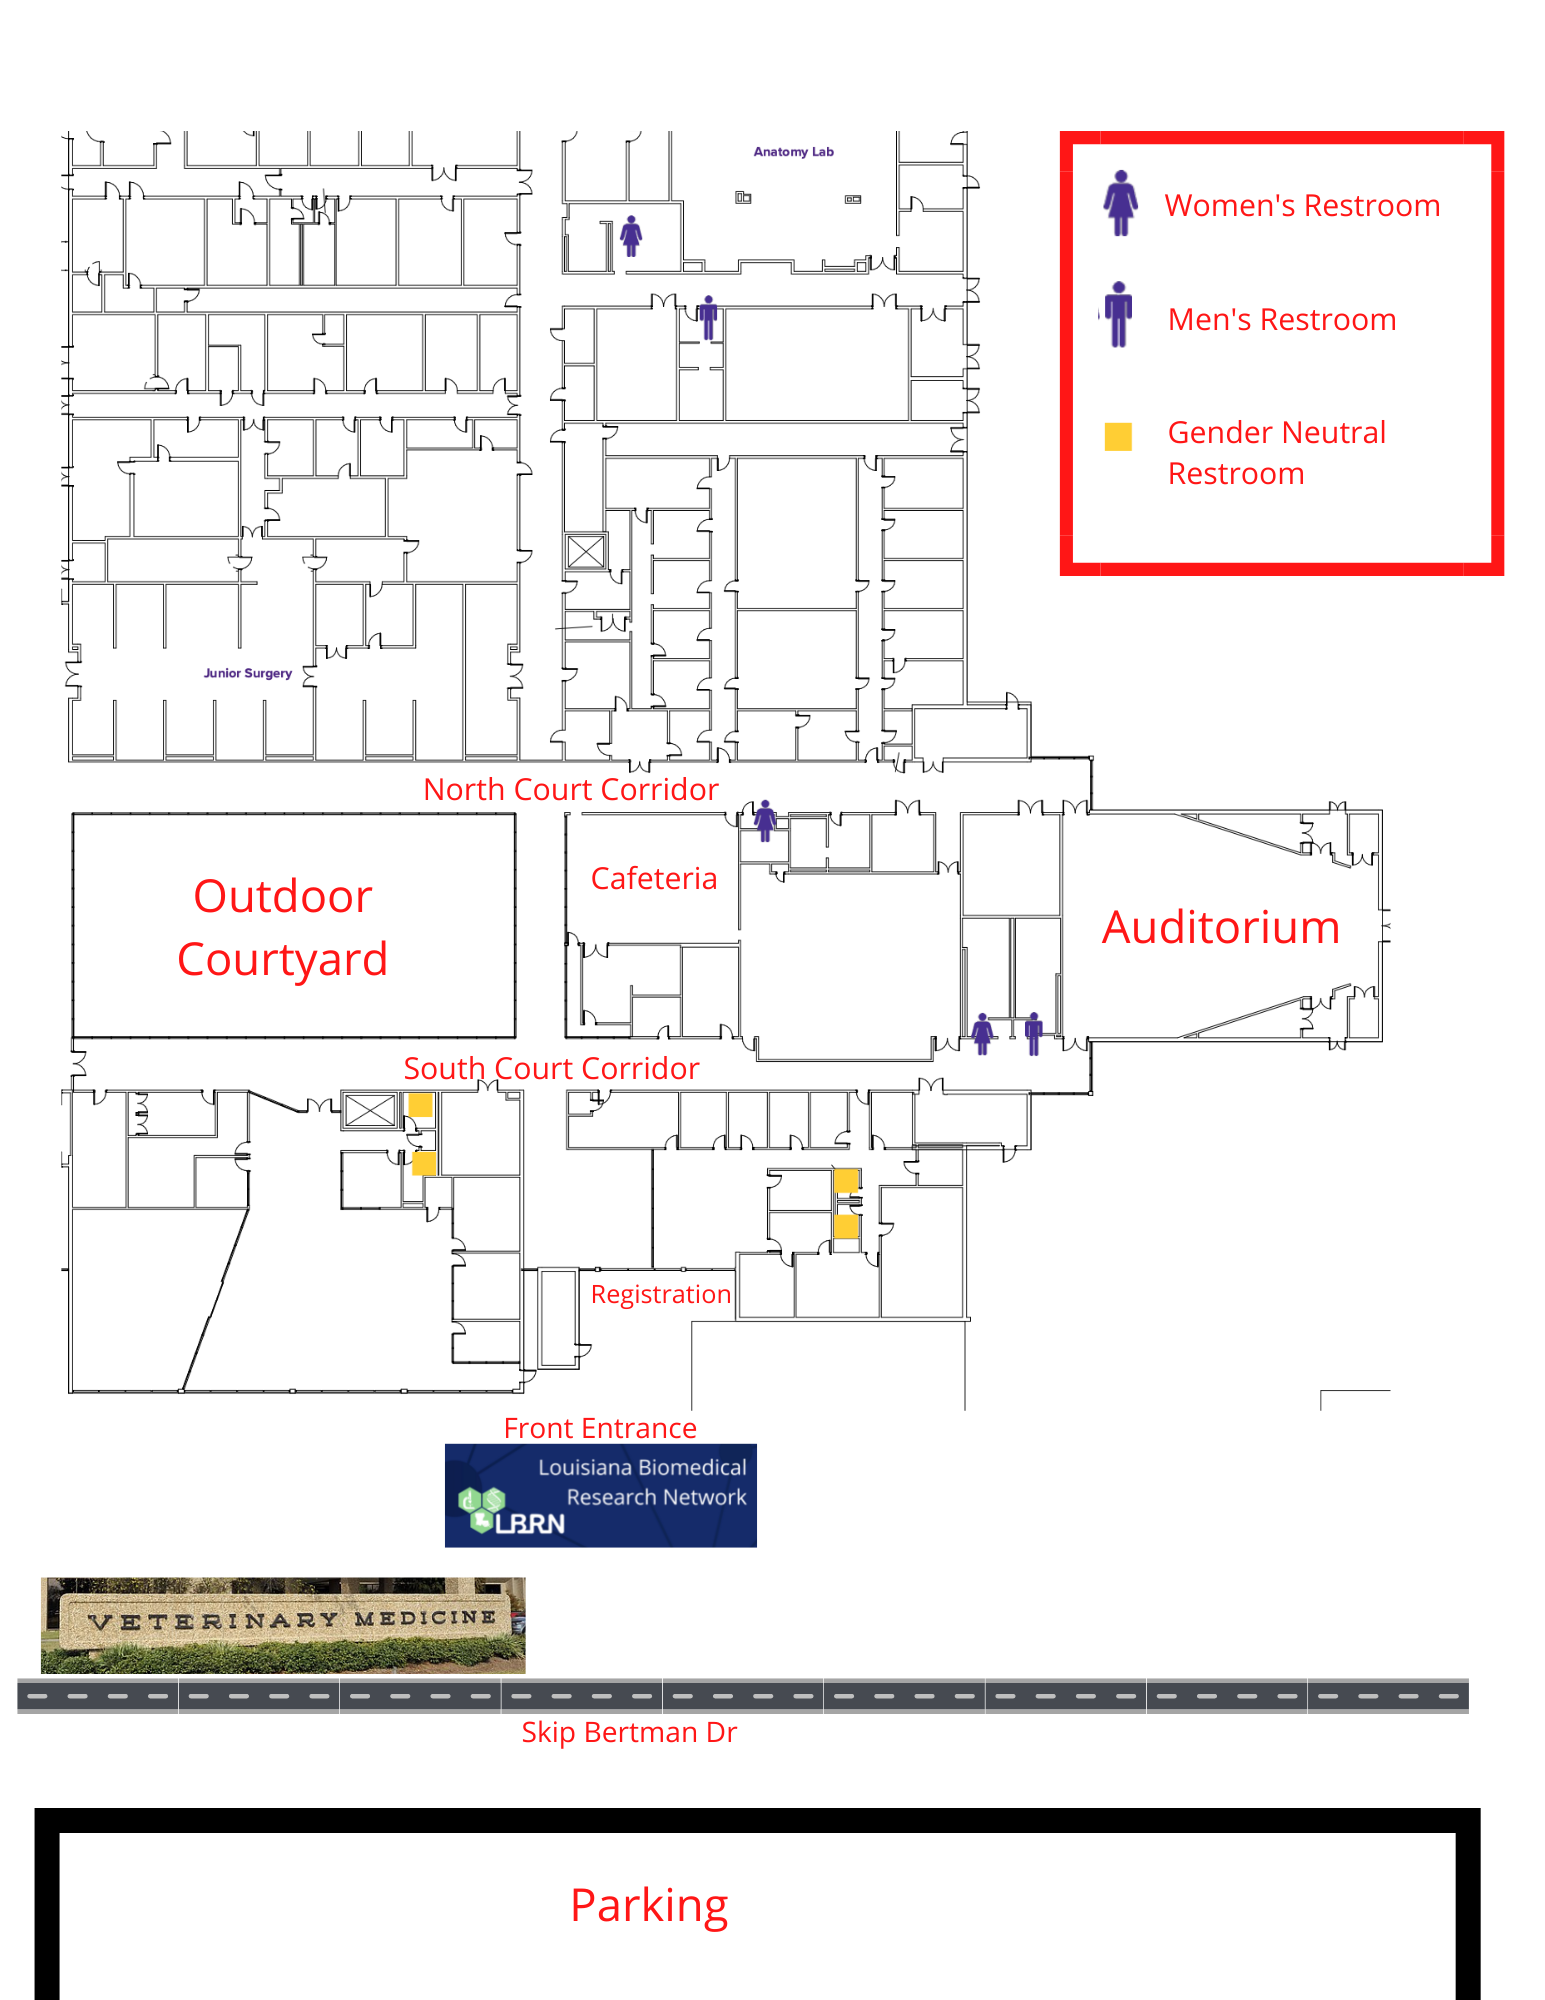 Anatomy Lab
Women's Restroom
Men's Restroom
Gender Neutral
Restroom
Junior Surgery
North Court Corridor
Cafeteria
Outdoor
Courtyard
Auditorium
South Court Corridor
Registration
Front Entrance
Louisiana Biomedical
Research Network
LBRN
VETERINARY MEDICINE
Skip Bertman Dr
Parking